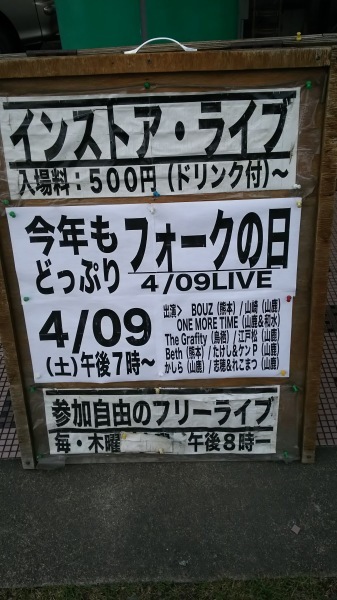 インストア・ライブ
入場料:500円(ドリンク付)~
今年も
どっぷり
フォークの日
4/09LIVE
4/09
(土)午後7時~
出演> BOUZ(熊本)/山崎(山鹿)
ONE MORE TIME(山鹿&和水)
The Grafity(鳥栖)/江戸松(山鹿)
Beth(熊本)/たけし&ケンP(山鹿)
かしら(山鹿)/志穂&れこまつ(山鹿)
参加自由のフリーライブ
毎・木曜 午後8時~